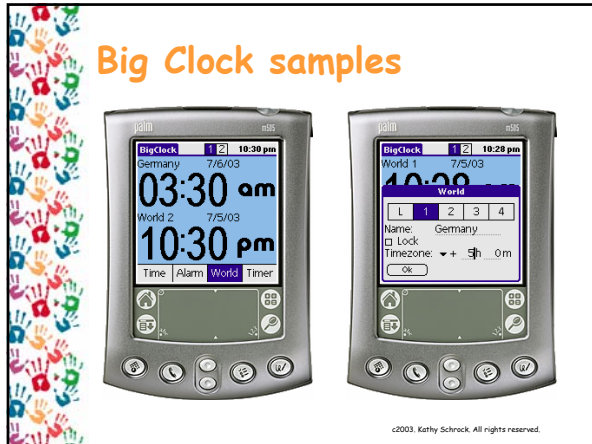 Big Clock samples
palm m515
BigClock 1 2 10:30 pm
Germany 7/6/03
03:30 am
World 2 7/5/03
10:30 pm
Time Alarm World Timer
palm m515
BigClock 1 2 10:28 pm
World 1 7/5/03
World
L 1 2 3 4
Name: Germany
Lock
Timezone: + 5h 0m
Ok
c2003. Kathy Schrock. All rights reserved.